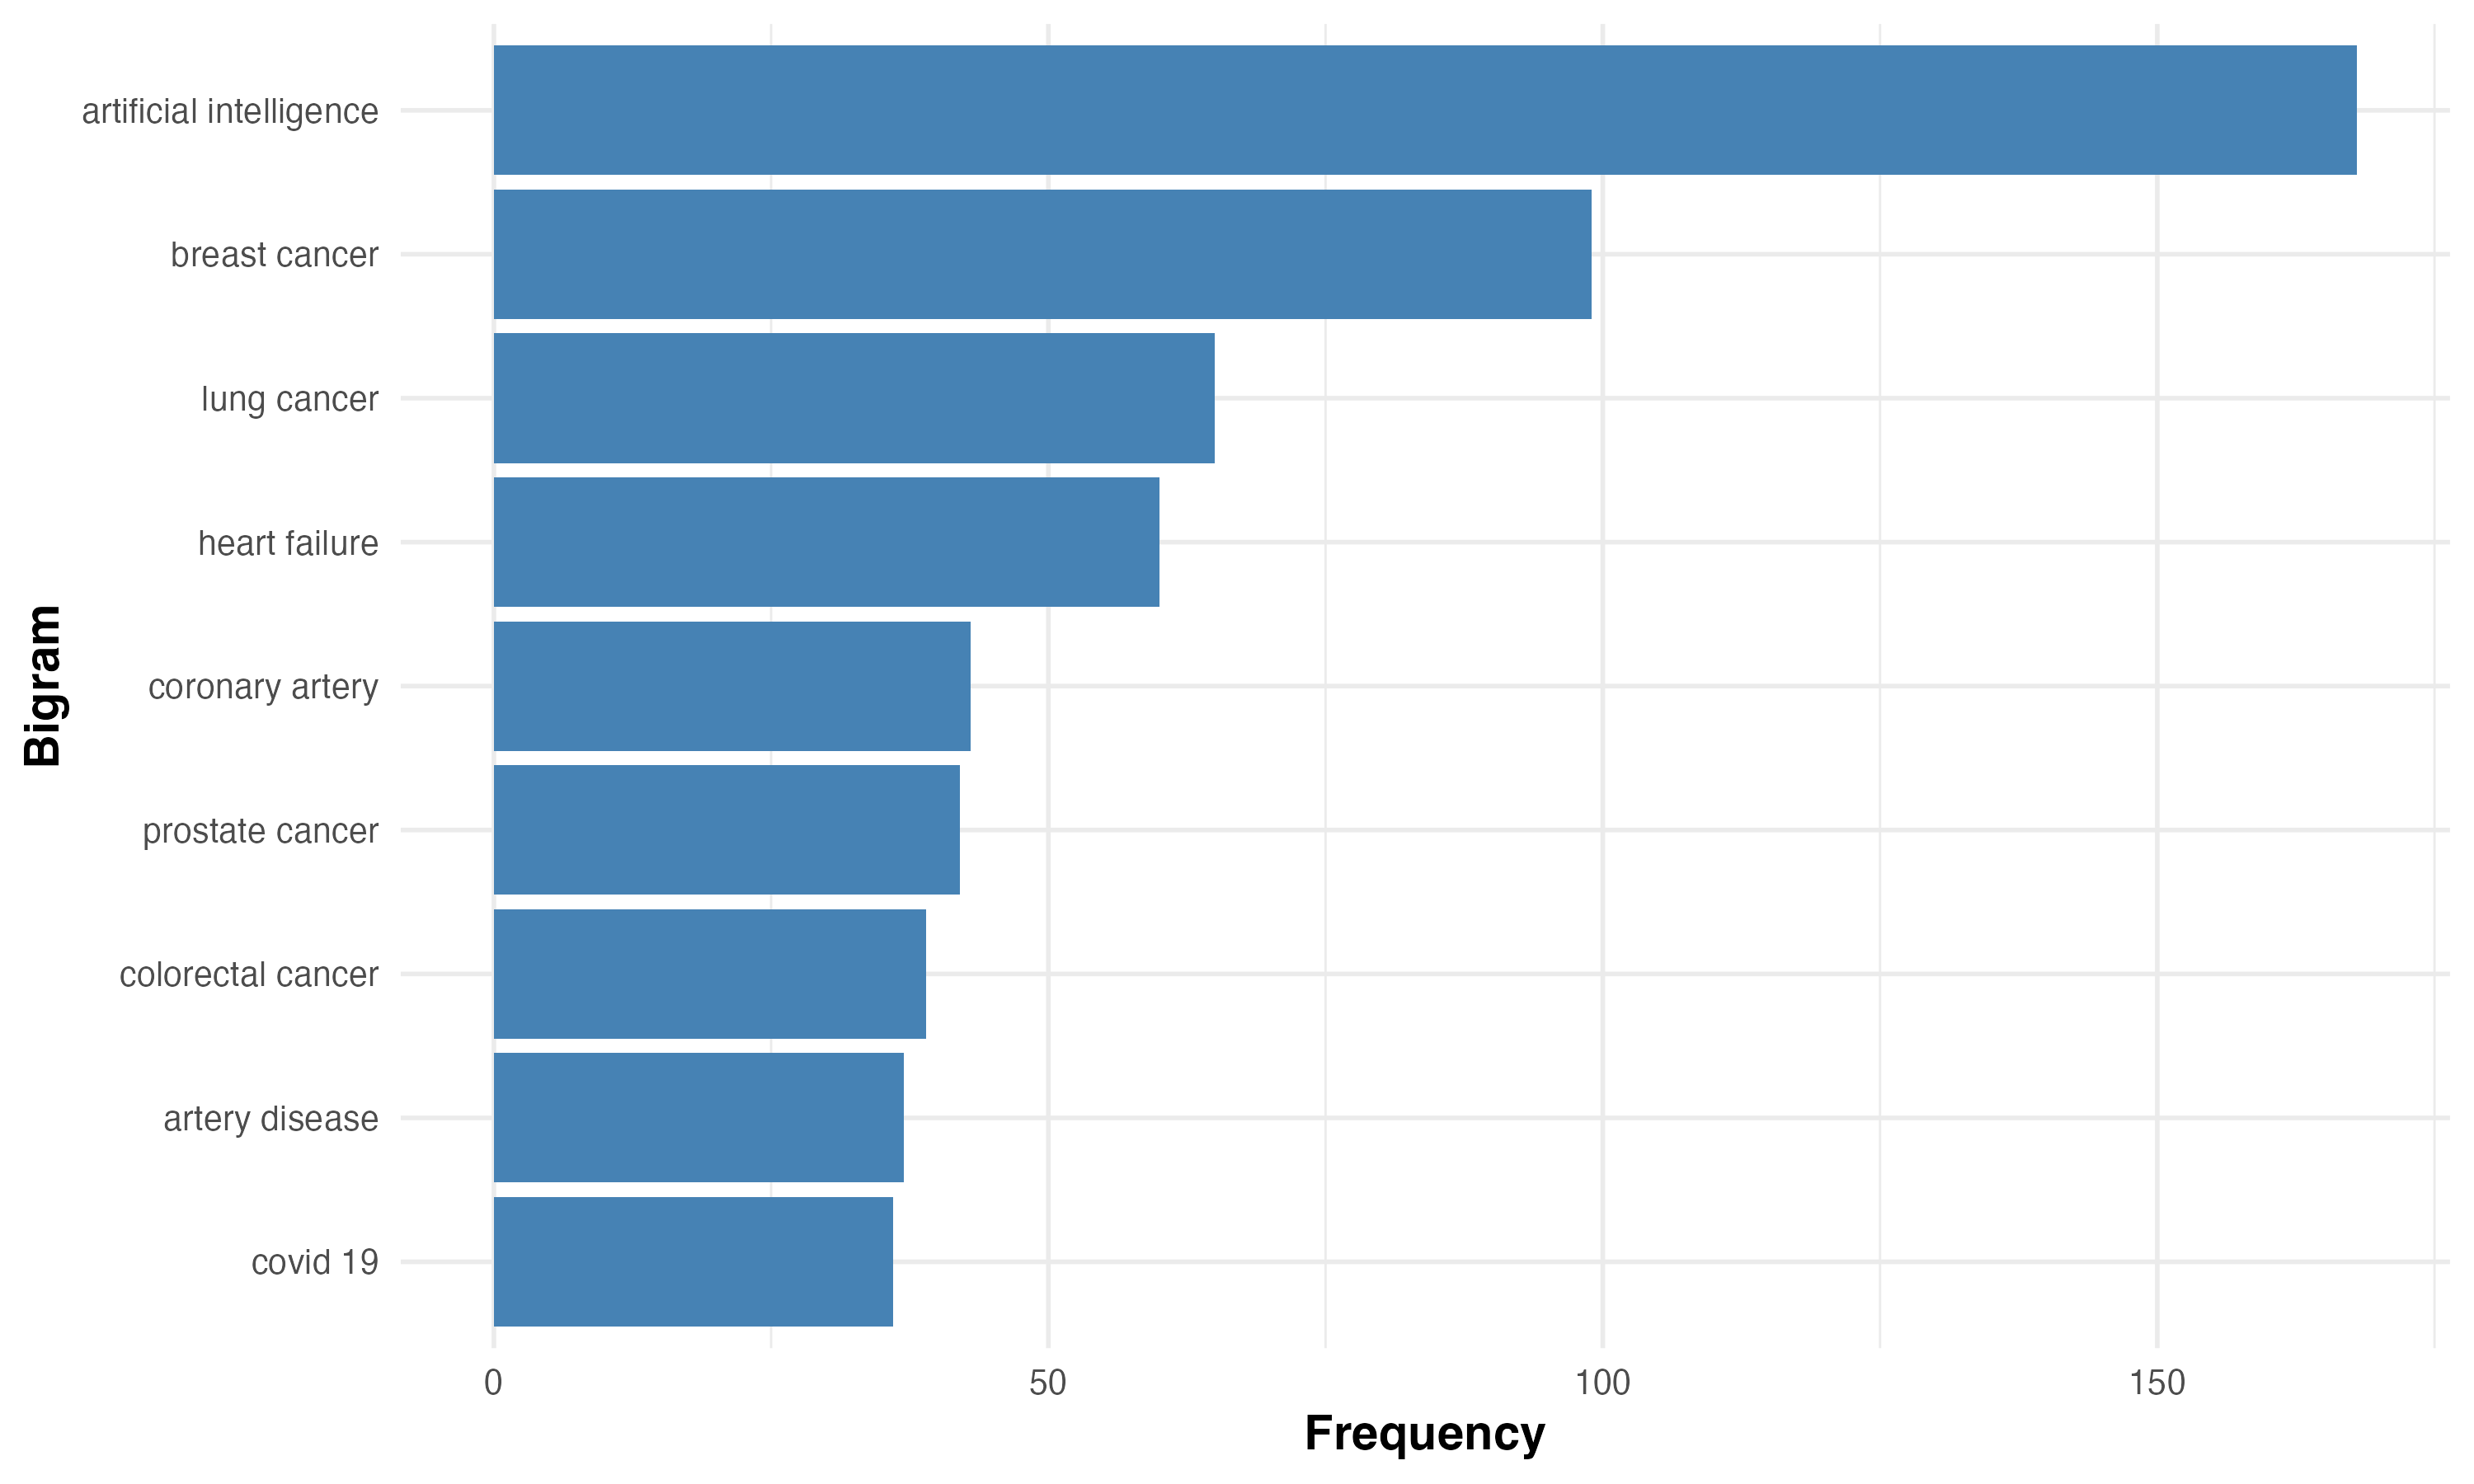 artificial intelligence
breast cancer
lung cancer
heart failure
coronary artery
prostate cancer
colorectal cancer
artery disease
covid 19
Bigram
0 50 100 150
Frequency